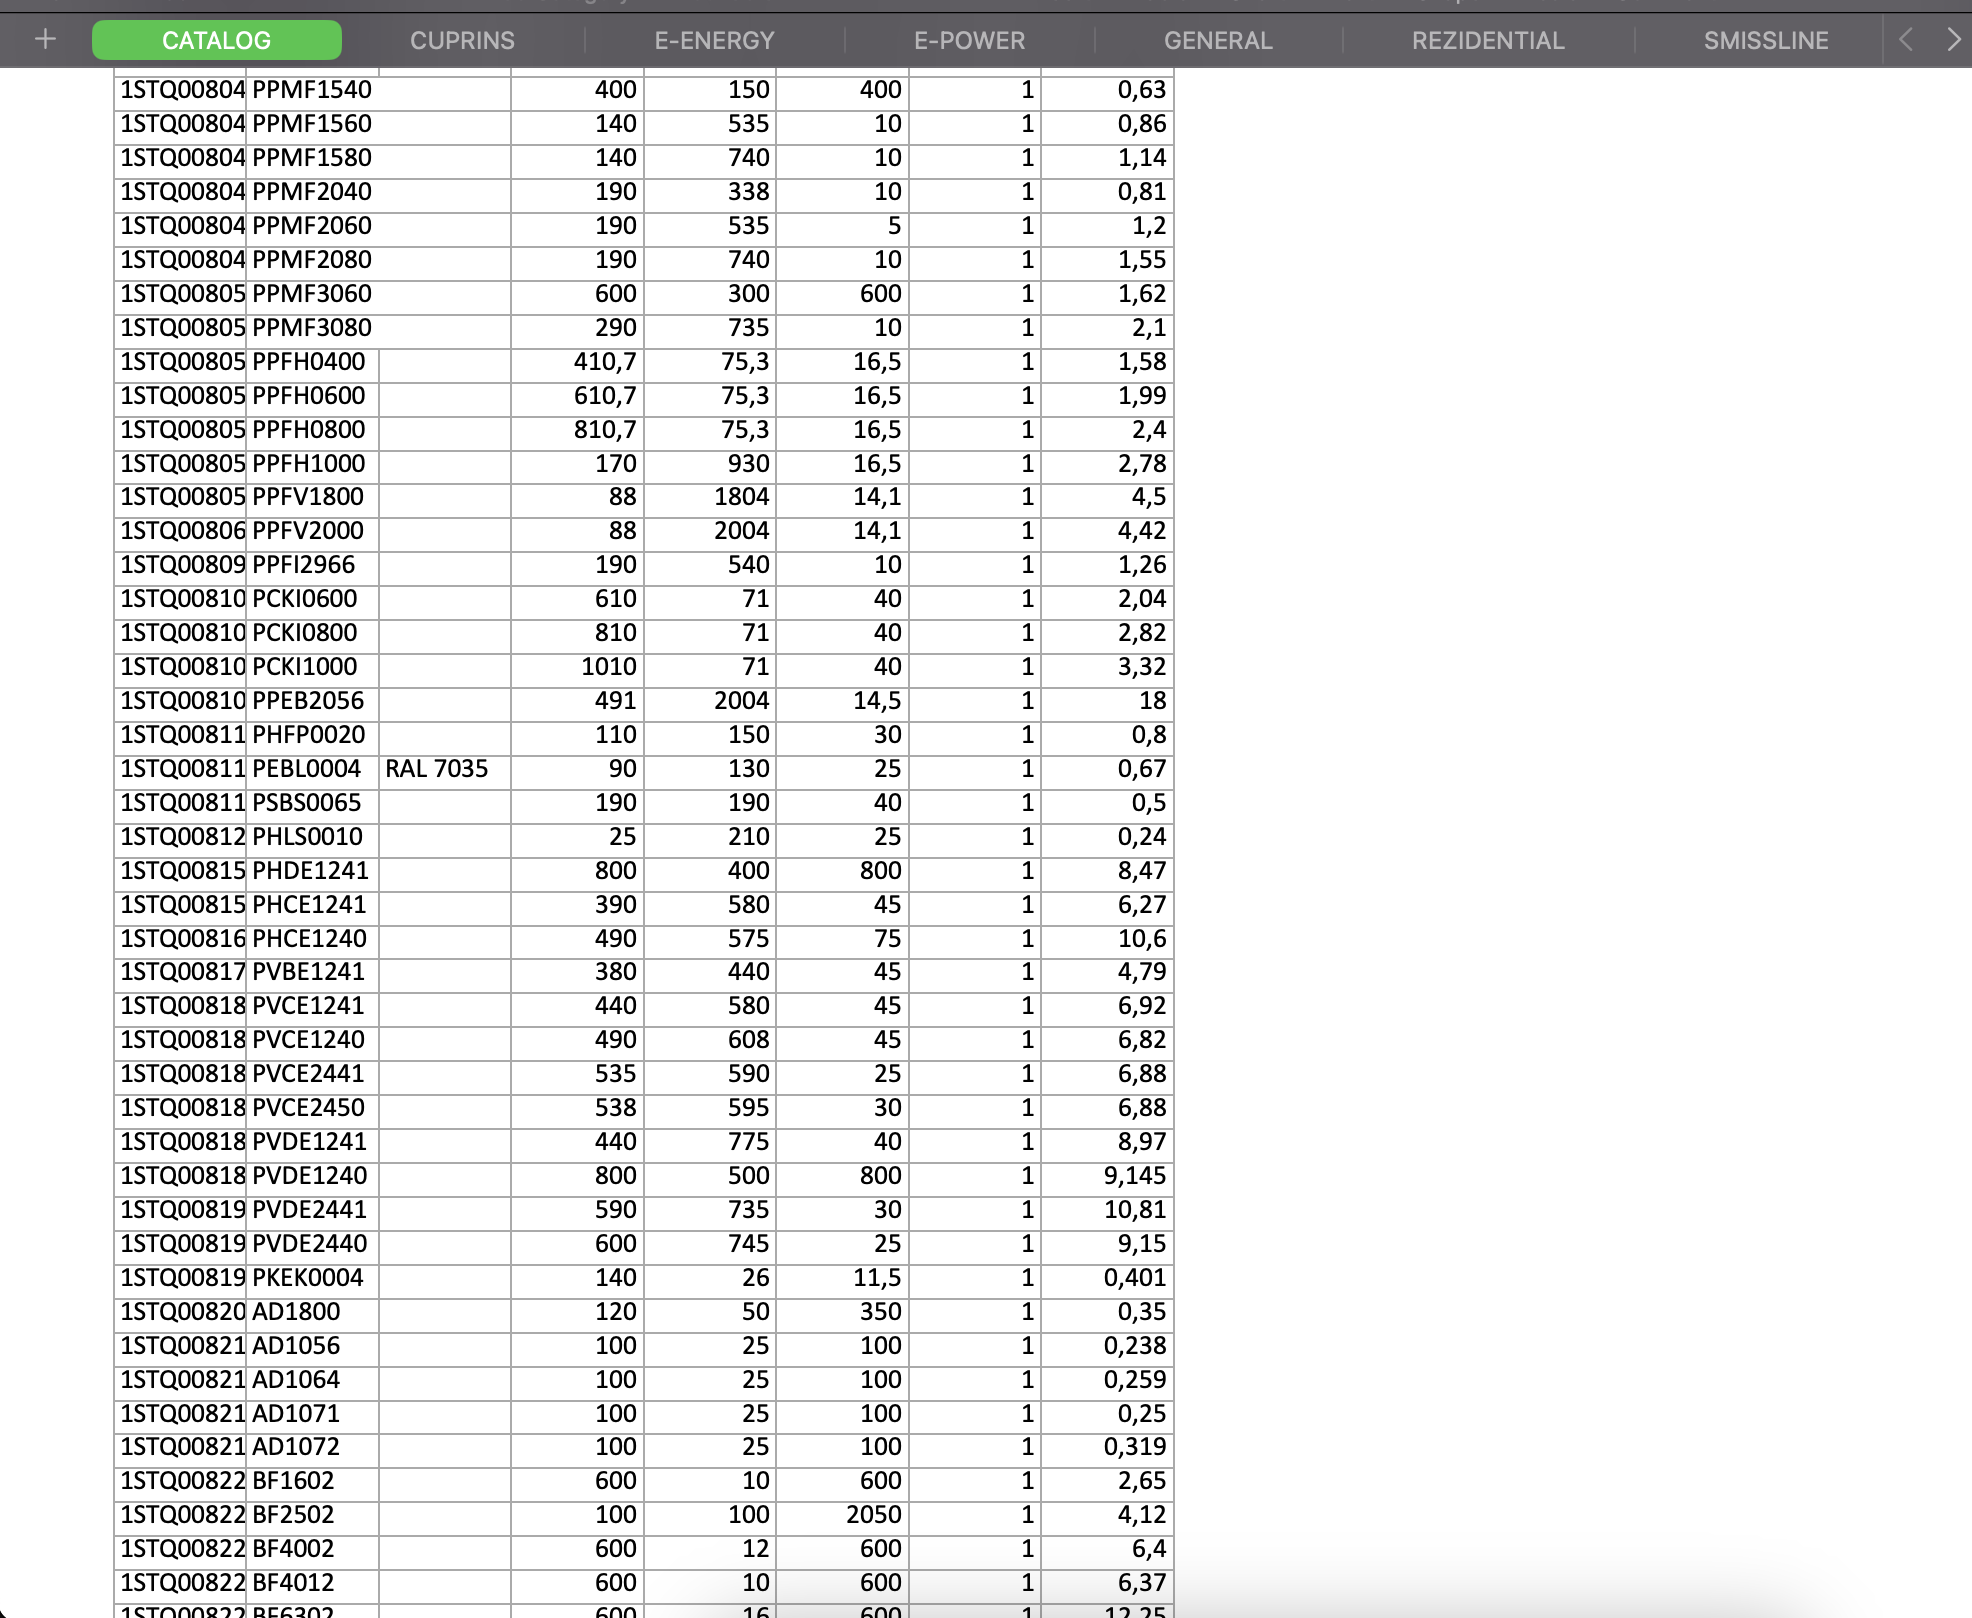 + CATALOG CUPRINS E-ENERGY E-POWER GENERAL REZIDENTIAL SMISSLINE < >
1STQ00804 PPMF1540 400 150 400 1 0,63
1STQ00804 PPMF1560 140 535 10 1 0,86
1STQ00804 PPMF1580 140 740 10 1 1,14
1STQ00804 PPMF2040 190 338 10 1 0,81
1STQ00804 PPMF2060 190 535 5 1 1,2
1STQ00804 PPMF2080 190 740 10 1 1,55
1STQ00805 PPMF3060 600 300 600 1 1,62
1STQ00805 PPMF3080 290 735 10 1 2,1
1STQ00805 PPFH0400 410,7 75,3 16,5 1 1,58
1STQ00805 PPFH0600 610,7 75,3 16,5 1 1,99
1STQ00805 PPFH0800 810,7 75,3 16,5 1 2,4
1STQ00805 PPFH1000 170 930 16,5 1 2,78
1STQ00805 PPFV1800 88 1804 14,1 1 4,5
1STQ00806 PPFV2000 88 2004 14,1 1 4,42
1STQ00809 PPFI2966 190 540 10 1 1,26
1STQ00810 PCKI0600 610 71 40 1 2,04
1STQ00810 PCKI0800 810 71 40 1 2,82
1STQ00810 PCKI1000 1010 71 40 1 3,32
1STQ00810 PPEB2056 491 2004 14,5 1 18
1STQ00811 PHFP0020 110 150 30 1 0,8
1STQ00811 PEBL0004 RAL 7035 90 130 25 1 0,67
1STQ00811 PSBS0065 190 190 40 1 0,5
1STQ00812 PHLS0010 25 210 25 1 0,24
1STQ00815 PHDE1241 800 400 800 1 8,47
1STQ00815 PHCE1241 390 580 45 1 6,27
1STQ00816 PHCE1240 490 575 75 1 10,6
1STQ00817 PVBE1241 380 440 45 1 4,79
1STQ00818 PVCE1241 440 580 45 1 6,92
1STQ00818 PVCE1240 490 608 45 1 6,82
1STQ00818 PVCE2441 535 590 25 1 6,88
1STQ00818 PVCE2450 538 595 30 1 6,88
1STQ00818 PVDE1241 440 775 40 1 8,97
1STQ00818 PVDE1240 800 500 800 1 9,145
1STQ00819 PVDE2441 590 735 30 1 10,81
1STQ00819 PVDE2440 600 745 25 1 9,15
1STQ00819 PKEK0004 140 26 11,5 1 0,401
1STQ00820 AD1800 120 50 350 1 0,35
1STQ00821 AD1056 100 25 100 1 0,238
1STQ00821 AD1064 100 25 100 1 0,259
1STQ00821 AD1071 100 25 100 1 0,25
1STQ00821 AD1072 100 25 100 1 0,319
1STQ00822 BF1602 600 10 600 1 2,65
1STQ00822 BF2502 100 100 2050 1 4,12
1STQ00822 BF4002 600 12 600 1 6,4
1STQ00822 BF4012 600 10 600 1 6,37
1STQ00822 BF6302 600 16 600 1 12,25